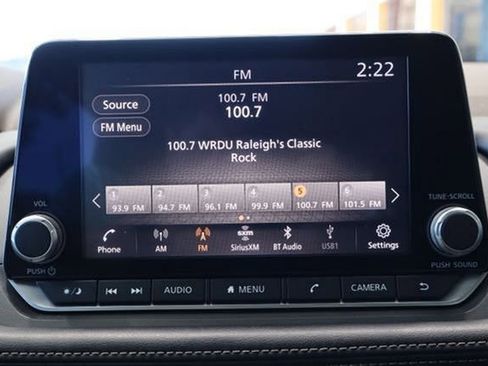 FM 2:22
Source
100.7 FM
100.7
FM Menu
100.7 WRDU Raleigh's Classic
Rock
1 2 3 4 5 6
93.9 FM 94.7 FM 96.1 FM 99.9 FM 100.7 FM 101.5 FM
VOL
TUNE-SCROLL
sxm
Phone AM FM SiriusXM BT Audio USB1 Settings
PUSH
PUSH SOUND
AUDIO MENU CAMERA